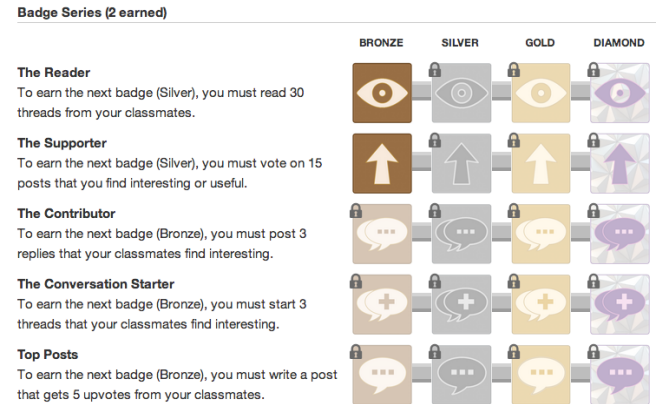 Badge Series (2 earned)
BRONZE SILVER GOLD DIAMOND
The Reader
To earn the next badge (Silver), you must read 30
threads from your classmates.
The Supporter
To earn the next badge (Silver), you must vote on 15
posts that you find interesting or useful.
The Contributor
To earn the next badge (Bronze), you must post 3
replies that your classmates find interesting.
The Conversation Starter
To earn the next badge (Bronze), you must start 3
threads that your classmates find interesting.
Top Posts
To earn the next badge (Bronze), you must write a post
that gets 5 upvotes from your classmates.